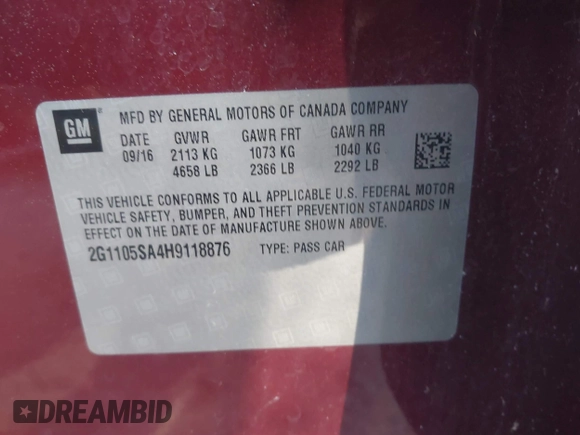 GM
MFD BY GENERAL MOTORS OF CANADA COMPANY
DATE GVWR GAWR FRT GAWR RR
09/16 2113 KG 1073 KG 1040 KG
4658 LB 2366 LB 2292 LB
THIS VEHICLE CONFORMS TO ALL APPLICABLE U.S. FEDERAL MOTOR
VEHICLE SAFETY, BUMPER, AND THEFT PREVENTION STANDARDS IN
EFFECT ON THE DATE OF MANUFACTURE SHOWN ABOVE.
2G1105SA4H9118876 TYPE: PASS CAR
DREAMBID